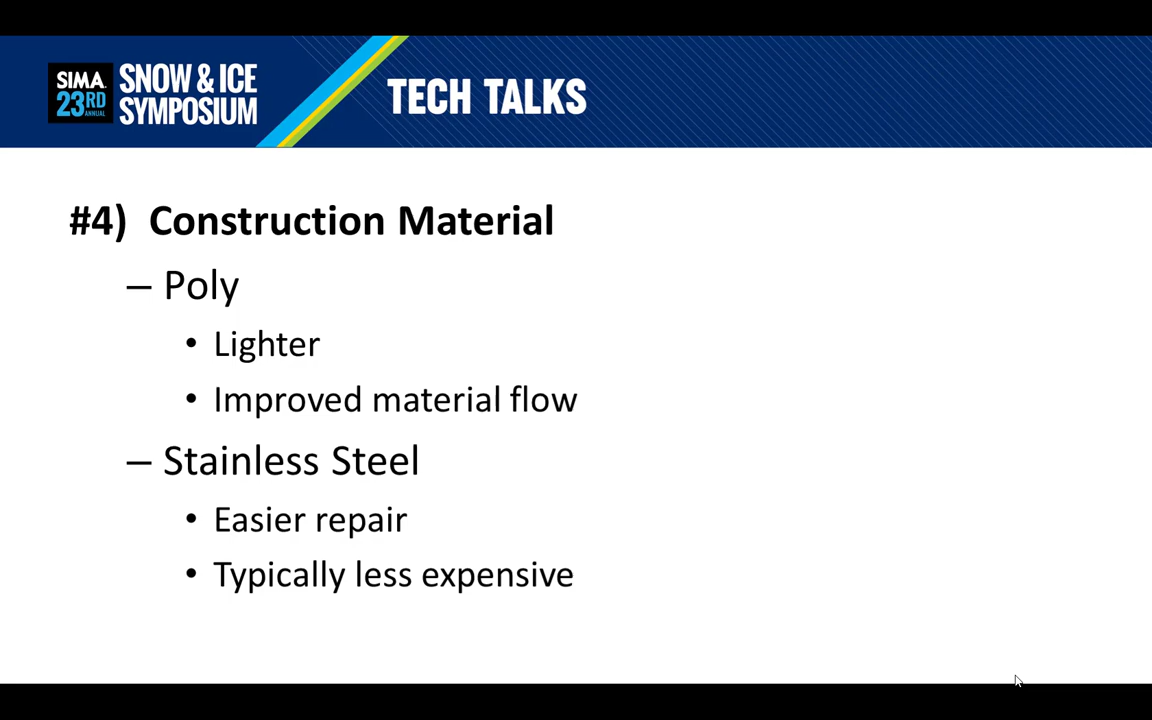 SIMA
23RD
ANNUAL
SNOW & ICE
SYMPOSIUM
TECH TALKS
#4) Construction Material
– Poly
• Lighter
• Improved material flow
– Stainless Steel
• Easier repair
• Typically less expensive